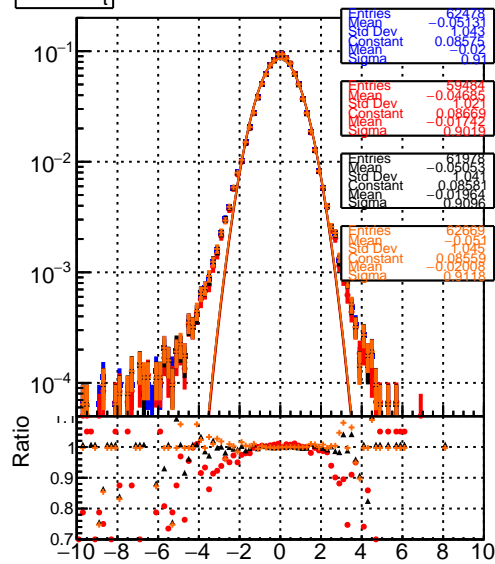 t
Entries 62478
Mean −0.05131
Std Dev 1.043
Constant 0.08575
Mean −0.02
Sigma 0.91
Entries 59484
Mean −0.04685
Std Dev 1.021
Constant 0.08669
Mean −0.01742
Sigma 0.9019
Entries 61978
Mean −0.05053
Std Dev 1.041
Constant 0.08581
Mean −0.01964
Sigma 0.9096
Entries 62669
Mean −0.051
Std Dev 1.045
Constant 0.08559
Mean −0.02008
Sigma 0.9118
10−1
10−2
10−3
10−4
Ratio
1.1
1
0.9
0.8
0.7
−10 −8 −6 −4 −2 0 2 4 6 8 10